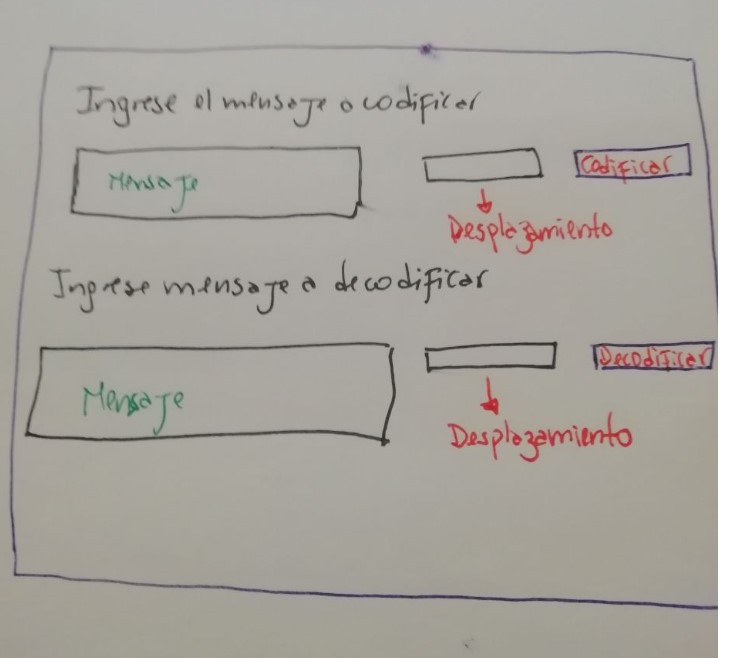 Ingrese el mensaje a codificar
Mensaje
Codificar
Desplazamiento
Ingrese mensaje a decodificar
Mensaje
Decodificar
Desplazamiento